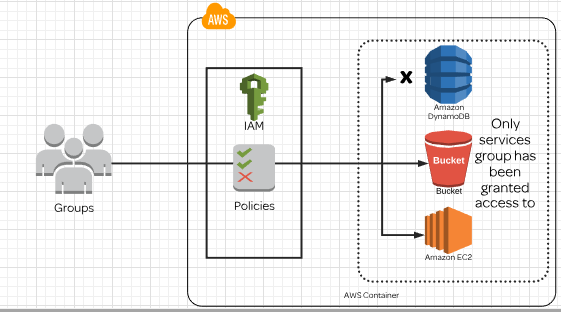 AWS
IAM
Policies
Groups
Amazon
DynamoDB
Bucket
Bucket
Amazon EC2
Only
services
group has
been
granted
access to
AWS Container